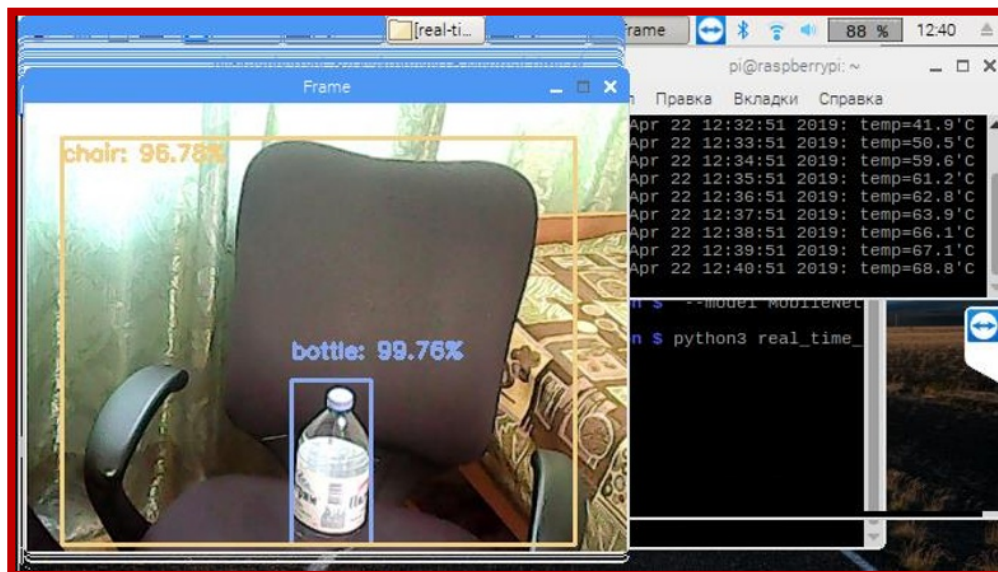 [real-ti...
rame
88 %
12:40
Frame
pi@raspberrypi: ~
Правка Вкладки Справка
Apr 22 12:32:51 2019: temp=41.9'C
Apr 22 12:33:51 2019: temp=50.5'C
Apr 22 12:34:51 2019: temp=59.6'C
Apr 22 12:35:51 2019: temp=61.2'C
Apr 22 12:36:51 2019: temp=62.8'C
Apr 22 12:37:51 2019: temp=63.9'C
Apr 22 12:38:51 2019: temp=66.1'C
Apr 22 12:39:51 2019: temp=67.1'C
Apr 22 12:40:51 2019: temp=68.8'C
n $ --model MobileNet
n $ python3 real_time_
chair: 96.78%
bottle: 99.76%